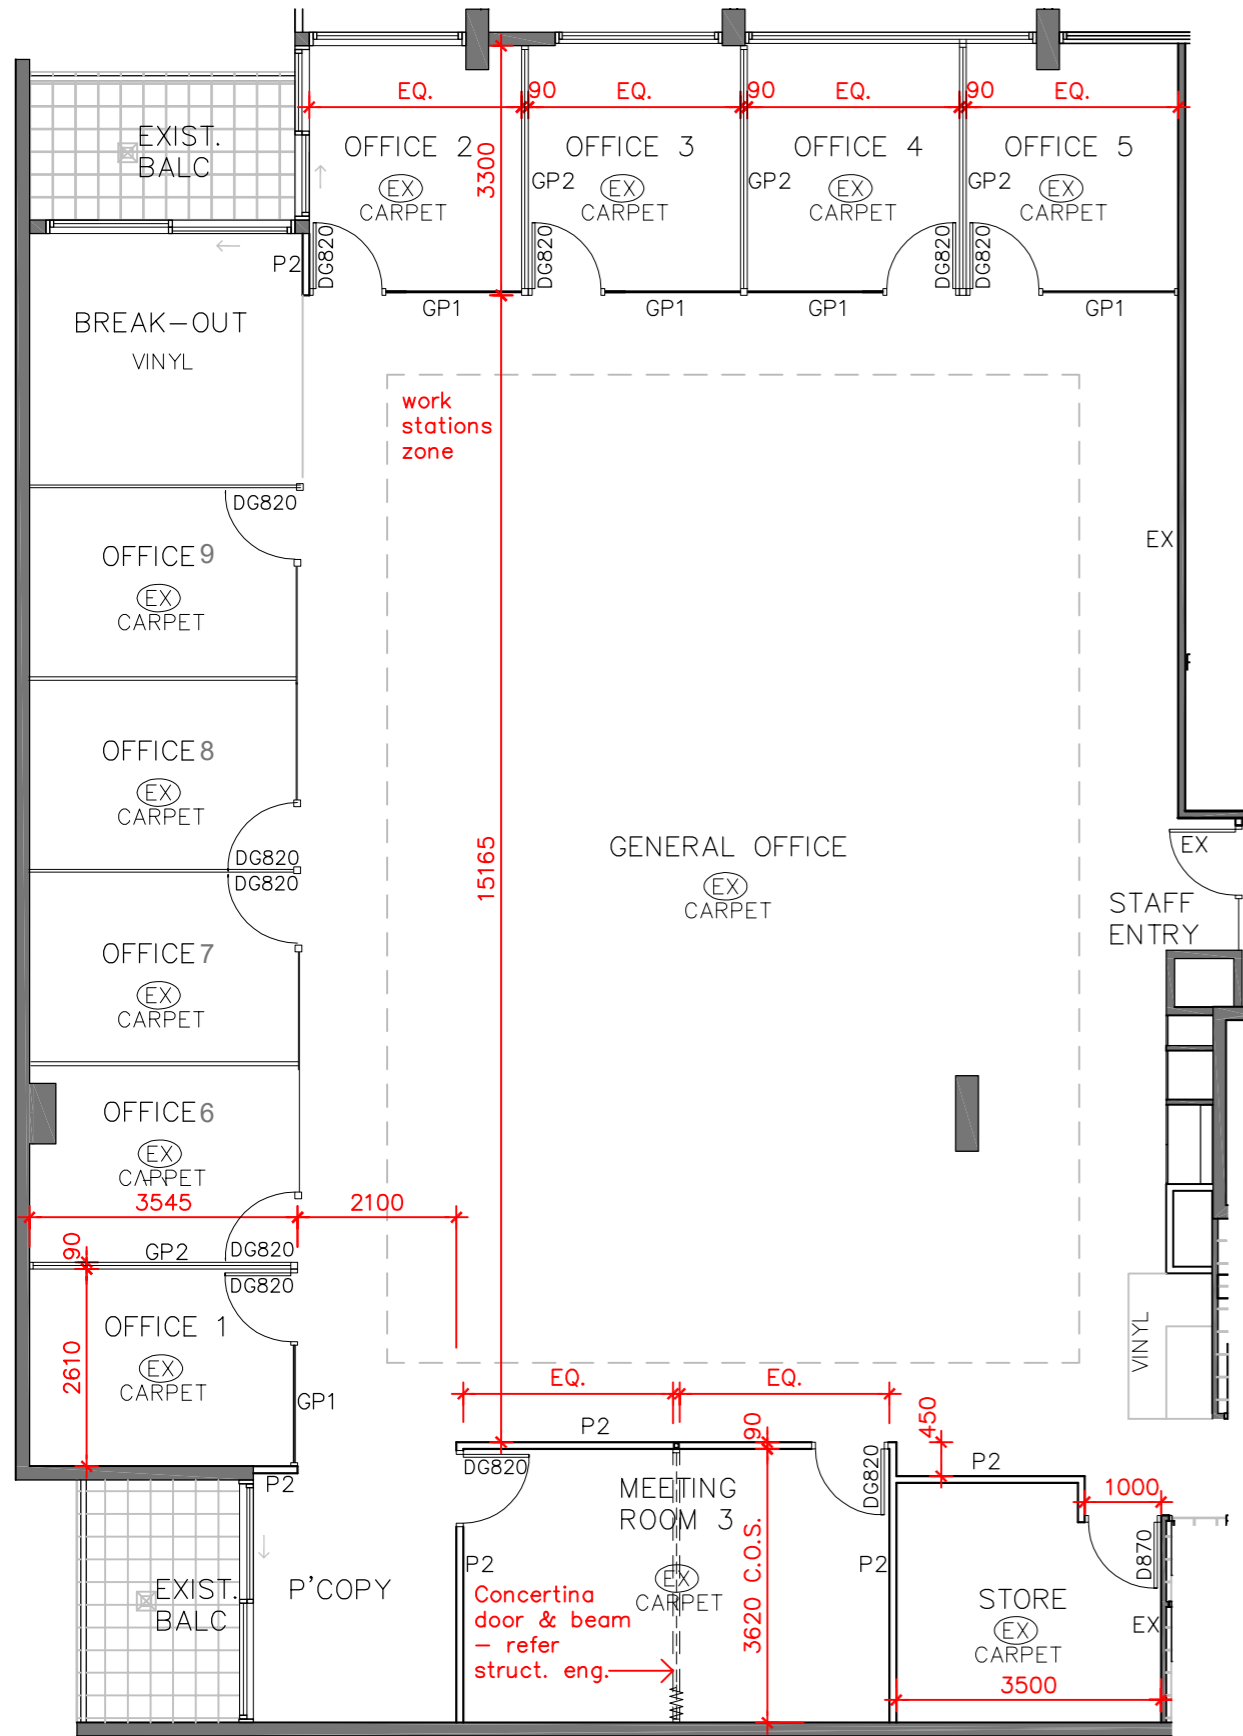 EQ.
90
EQ.
90
EQ.
90
EQ.
EXIST.
BALC
OFFICE 2
OFFICE 3
OFFICE 4
OFFICE 5
3300
EX
CARPET
GP2
EX
CARPET
GP2
EX
CARPET
GP2
EX
CARPET
P2
DG820
DG820
DG820
DG820
GP1
GP1
GP1
GP1
BREAK-OUT
VINYL
work
stations
zone
DG820
OFFICE 9
EX
CARPET
EX
OFFICE 8
EX
CARPET
DG820
DG820
15165
GENERAL OFFICE
EX
CARPET
EX
STAFF
ENTRY
OFFICE 7
EX
CARPET
OFFICE 6
EX
CARPET
3545
2100
90
GP2
DG820
DG820
OFFICE 1
EX
CARPET
2610
GP1
P2
VINYL
EQ.
EQ.
P2
90
450
DG820
MEETING
ROOM 3
DG820
P2
1000
EX
CARPET
P2
P2
3620 C.O.S.
D870
EXIST.
BALC
P'COPY
Concertina
door & beam
– refer
struct. eng.
STORE
EX
CARPET
EX
3500